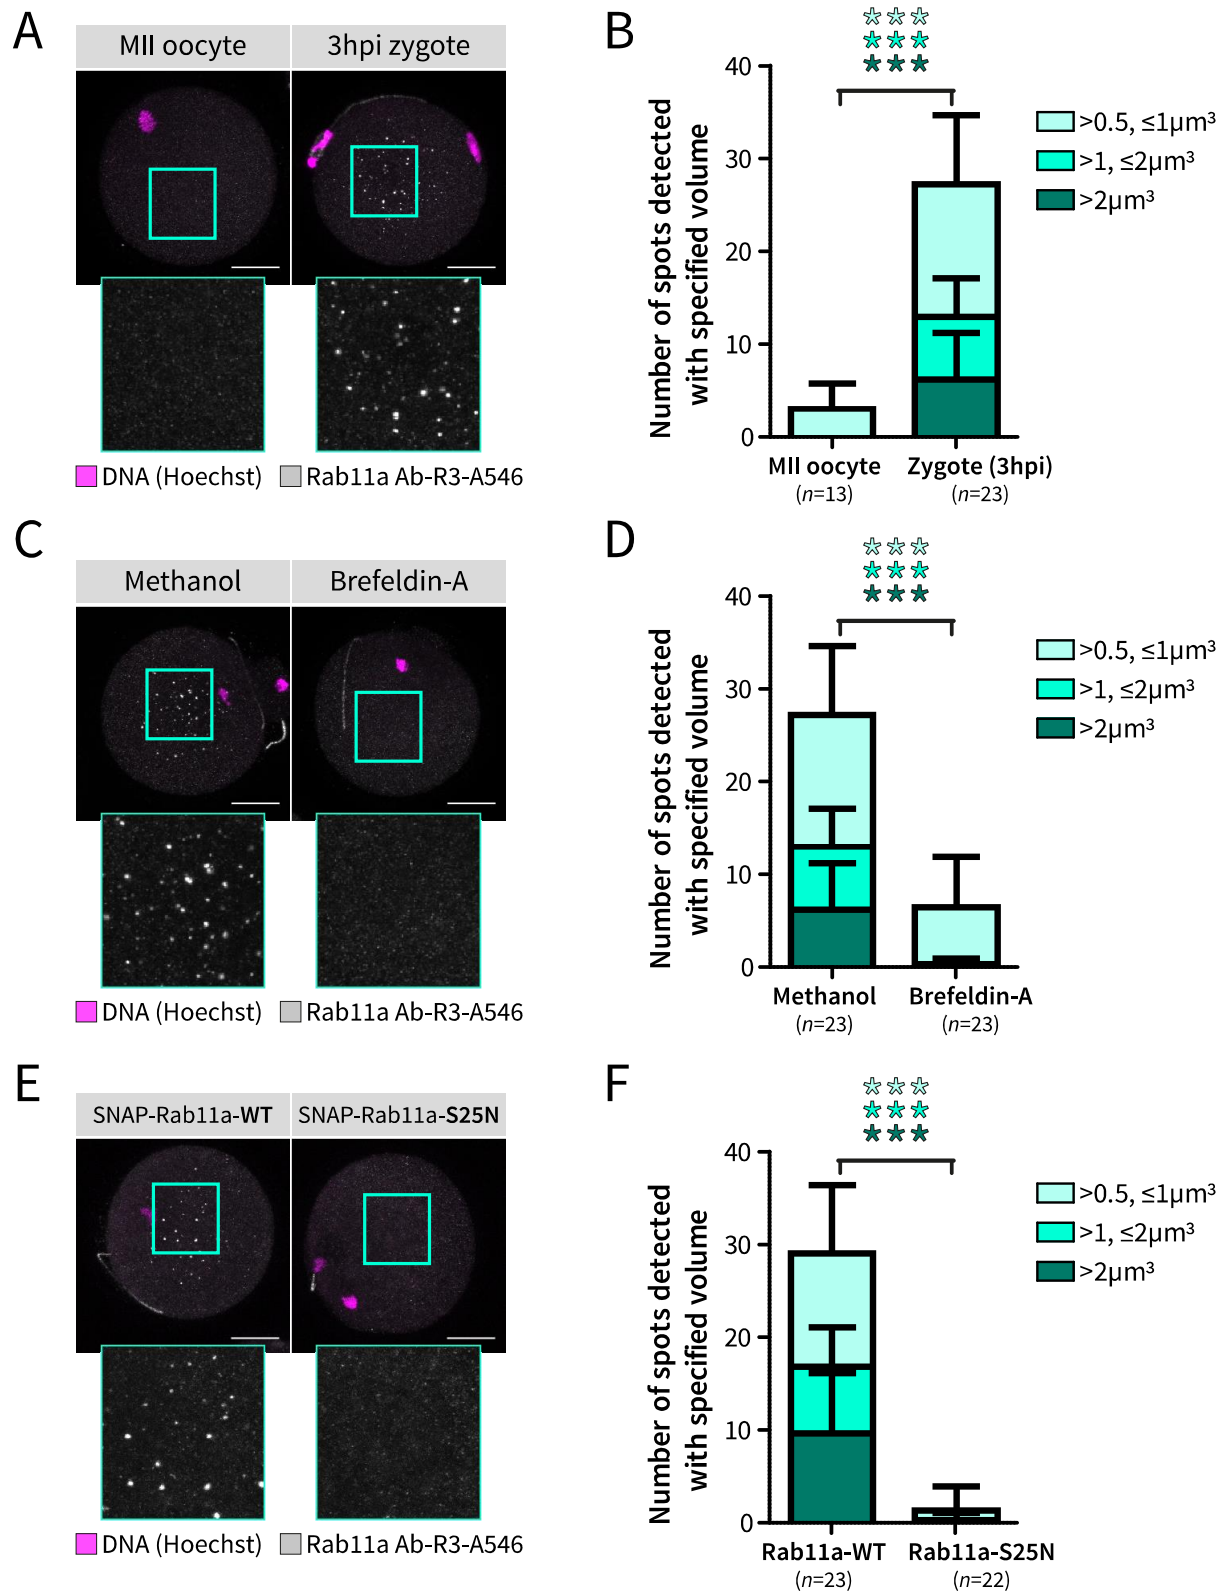 A
MII oocyte
3hpi zygote
DNA (Hoechst)
Rab11a Ab-R3-A546
B
Number of spots detected
with specified volume
40
30
20
10
0
MII oocyte
(n=13)
Zygote (3hpi)
(n=23)
>0.5, ≤1µm³
>1, ≤2µm³
>2µm³
C
Methanol
Brefeldin-A
DNA (Hoechst)
Rab11a Ab-R3-A546
D
Number of spots detected
with specified volume
40
30
20
10
0
Methanol
(n=23)
Brefeldin-A
(n=23)
>0.5, ≤1µm³
>1, ≤2µm³
>2µm³
E
SNAP-Rab11a-WT
SNAP-Rab11a-S25N
DNA (Hoechst)
Rab11a Ab-R3-A546
F
Number of spots detected
with specified volume
40
30
20
10
0
Rab11a-WT
(n=23)
Rab11a-S25N
(n=22)
>0.5, ≤1µm³
>1, ≤2µm³
>2µm³